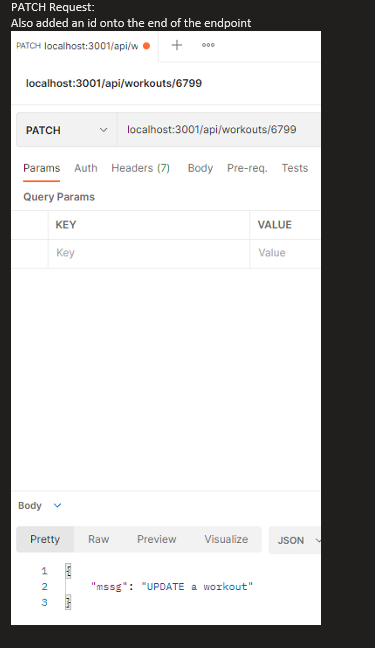 PATCH Request:
Also added an id onto the end of the endpoint
PATCH localhost:3001/api/w
localhost:3001/api/workouts/6799
PATCH localhost:3001/api/workouts/6799
Params Auth Headers (7) Body Pre-req. Tests
Query Params
KEY VALUE
Key Value
Body
Pretty Raw Preview Visualize JSON
1 {
2 "mssg": "UPDATE a workout"
3 }